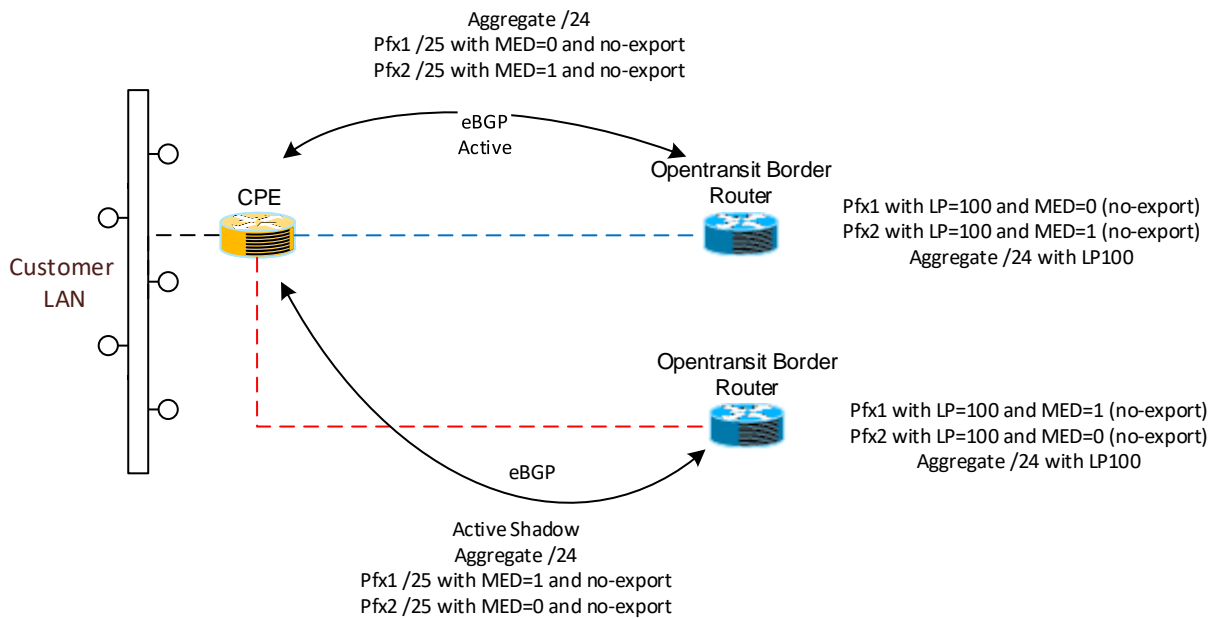 Aggregate /24
Pfx1 /25 with MED=0 and no-export
Pfx2 /25 with MED=1 and no-export
eBGP
Active
Opentransit Border
Router
CPE
Pfx1 with LP=100 and MED=0 (no-export)
Pfx2 with LP=100 and MED=1 (no-export)
Aggregate /24 with LP100
Customer
LAN
Opentransit Border
Router
Pfx1 with LP=100 and MED=1 (no-export)
Pfx2 with LP=100 and MED=0 (no-export)
Aggregate /24 with LP100
eBGP
Active Shadow
Aggregate /24
Pfx1 /25 with MED=1 and no-export
Pfx2 /25 with MED=0 and no-export